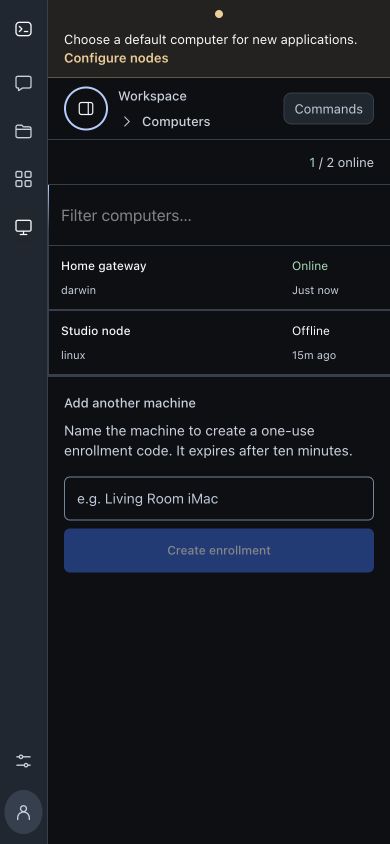 Choose a default computer for new applications.
Configure nodes
Workspace
Computers
Commands
1 / 2 online
Filter computers...
Home gateway
Online
darwin
Just now
Studio node
Offline
linux
15m ago
Add another machine
Name the machine to create a one-use
enrollment code. It expires after ten minutes.
e.g. Living Room iMac
Create enrollment